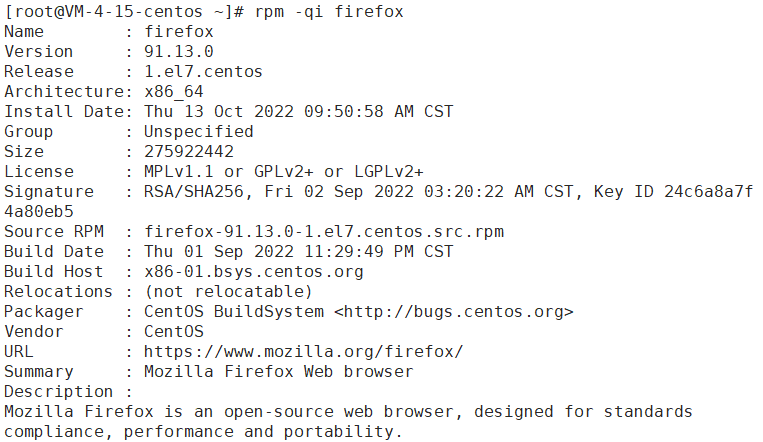 [root@VM-4-15-centos ~]# rpm -qi firefox
Name        : firefox
Version     : 91.13.0
Release     : 1.el7.centos
Architecture: x86_64
Install Date: Thu 13 Oct 2022 09:50:58 AM CST
Group       : Unspecified
Size        : 275922442
License     : MPLv1.1 or GPLv2+ or LGPLv2+
Signature   : RSA/SHA256, Fri 02 Sep 2022 03:20:22 AM CST, Key ID 24c6a8a7f
4a80eb5
Source RPM  : firefox-91.13.0-1.el7.centos.src.rpm
Build Date  : Thu 01 Sep 2022 11:29:49 PM CST
Build Host  : x86-01.bsys.centos.org
Relocations : (not relocatable)
Packager    : CentOS BuildSystem <http://bugs.centos.org>
Vendor      : CentOS
URL         : https://www.mozilla.org/firefox/
Summary     : Mozilla Firefox Web browser
Description :
Mozilla Firefox is an open-source web browser, designed for standards
compliance, performance and portability.